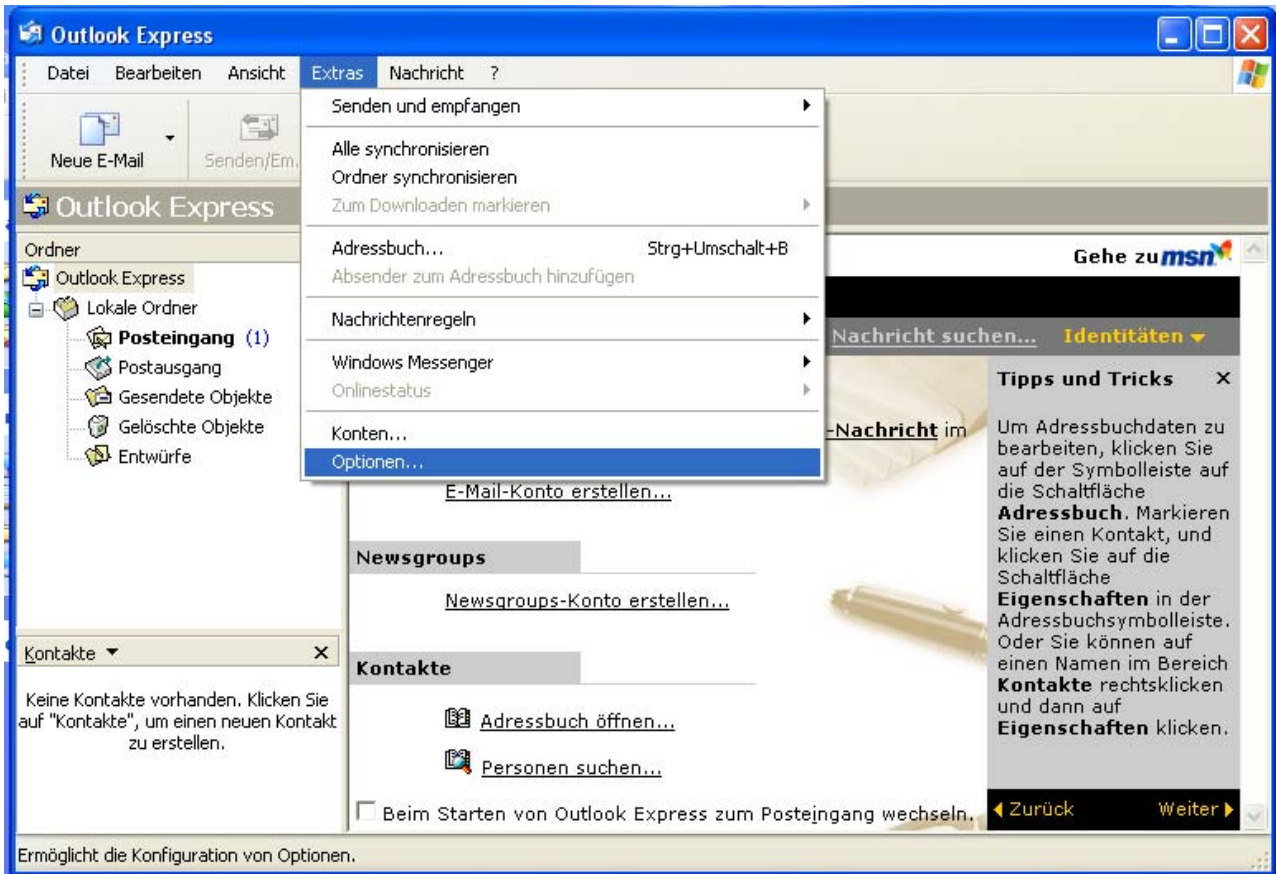 Outlook Express
Datei Bearbeiten Ansicht Extras Nachricht ?
Neue E-Mail
Senden/Em.
Senden und empfangen
Alle synchronisieren
Ordner synchronisieren
Zum Downloaden markieren
Adressbuch... Strg+Umschalt+B
Absender zum Adressbuch hinzufügen
Nachrichtenregeln
Windows Messenger
Onlinestatus
Konten...
Optionen...
Outlook Express
Ordner
Outlook Express
Lokale Ordner
Posteingang (1)
Postausgang
Gesendete Objekte
Gelöschte Objekte
Entwürfe
Kontakte
Keine Kontakte vorhanden. Klicken Sie
auf "Kontakte", um einen neuen Kontakt
zu erstellen.
Gehe zu msn
Nachricht suchen... Identitäten
-Nachricht im
E-Mail-Konto erstellen...
Newsgroups
Newsgroups-Konto erstellen...
Kontakte
Adressbuch öffnen...
Personen suchen...
Beim Starten von Outlook Express zum Posteingang wechseln.
Tipps und Tricks
Um Adressbuchdaten zu
bearbeiten, klicken Sie
auf der Symbolleiste auf
die Schaltfläche
Adressbuch. Markieren
Sie einen Kontakt, und
klicken Sie auf die
Schaltfläche
Eigenschaften in der
Adressbuchsymbolleiste.
Oder Sie können auf
einen Namen im Bereich
Kontakte rechtsklicken
und dann auf
Eigenschaften klicken.
Zurück Weiter
Ermöglicht die Konfiguration von Optionen.